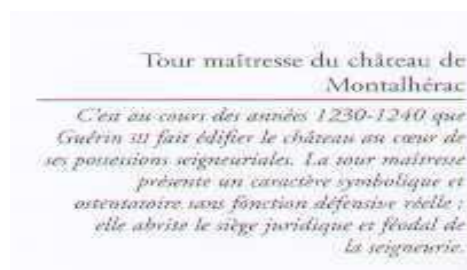 Tour maîtresse du château de
Montalhérac
C'est au cours des années 1230-1240 que
Guérin III fait édifier le château au cœur de
ses possessions seigneuriales. La tour maîtresse
présente un caractère symbolique et
ostentatoire sans fonction défensive réelle :
elle abrite le siège juridique et féodal de
la seigneurie.